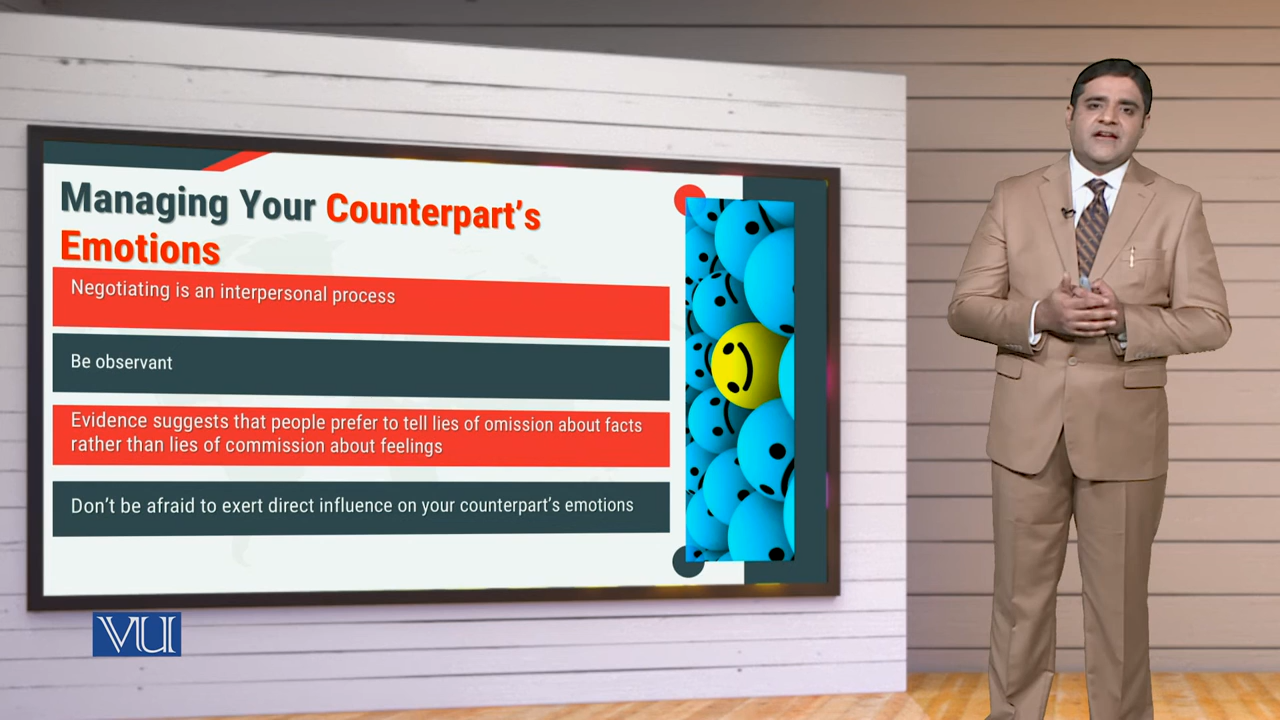 Managing Your Counterpart's
Emotions
Negotiating is an interpersonal process
Be observant
Evidence suggests that people prefer to tell lies of omission about facts
rather than lies of commission about feelings
Don't be afraid to exert direct influence on your counterpart's emotions
VU